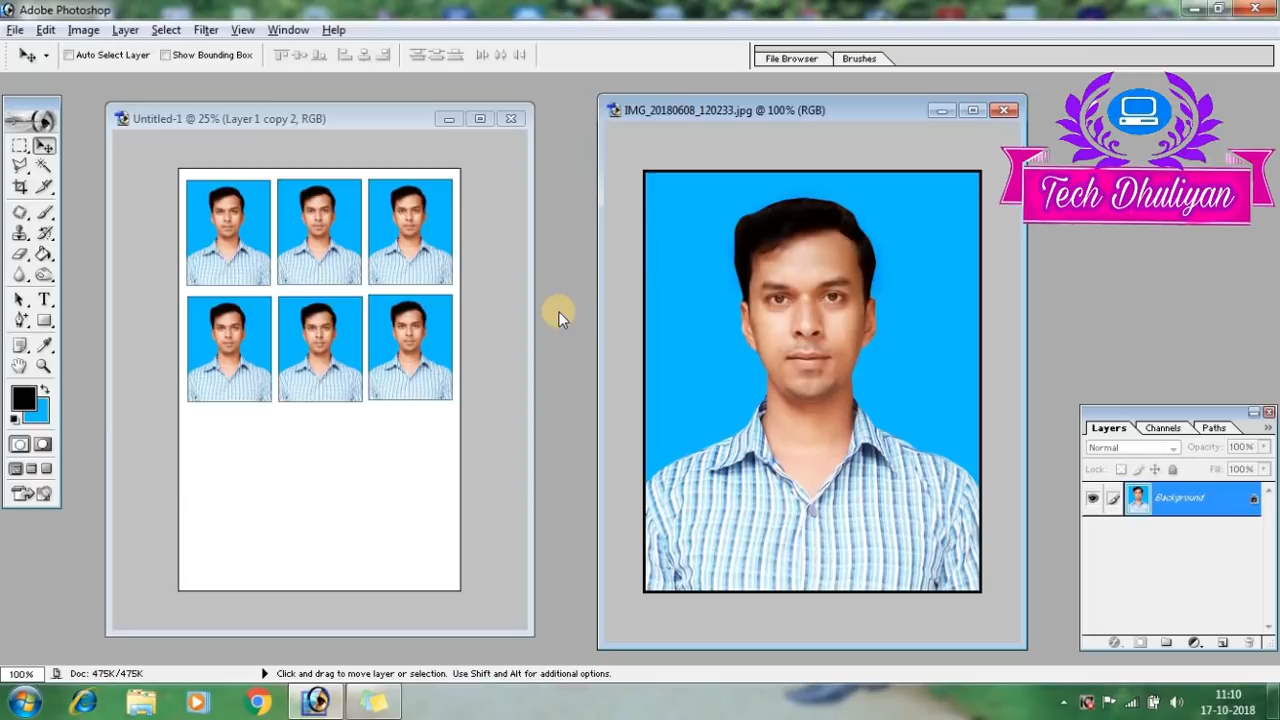 Adobe Photoshop
File Edit Image Layer Select Filter View Window Help
Auto Select Layer Show Bounding Box File Browser Brushes
Untitled-1 @ 25% (Layer 1 copy 2, RGB)
IMG_20180608_120233.jpg @ 100% (RGB)
Tech Dhuliyan
Layers Channels Paths
Normal Opacity: 100%
Lock: Fill: 100%
Background
100% Doc: 475K/475K Click and drag to move layer or selection. Use Shift and Alt for additional options.
11:10
17-10-2018